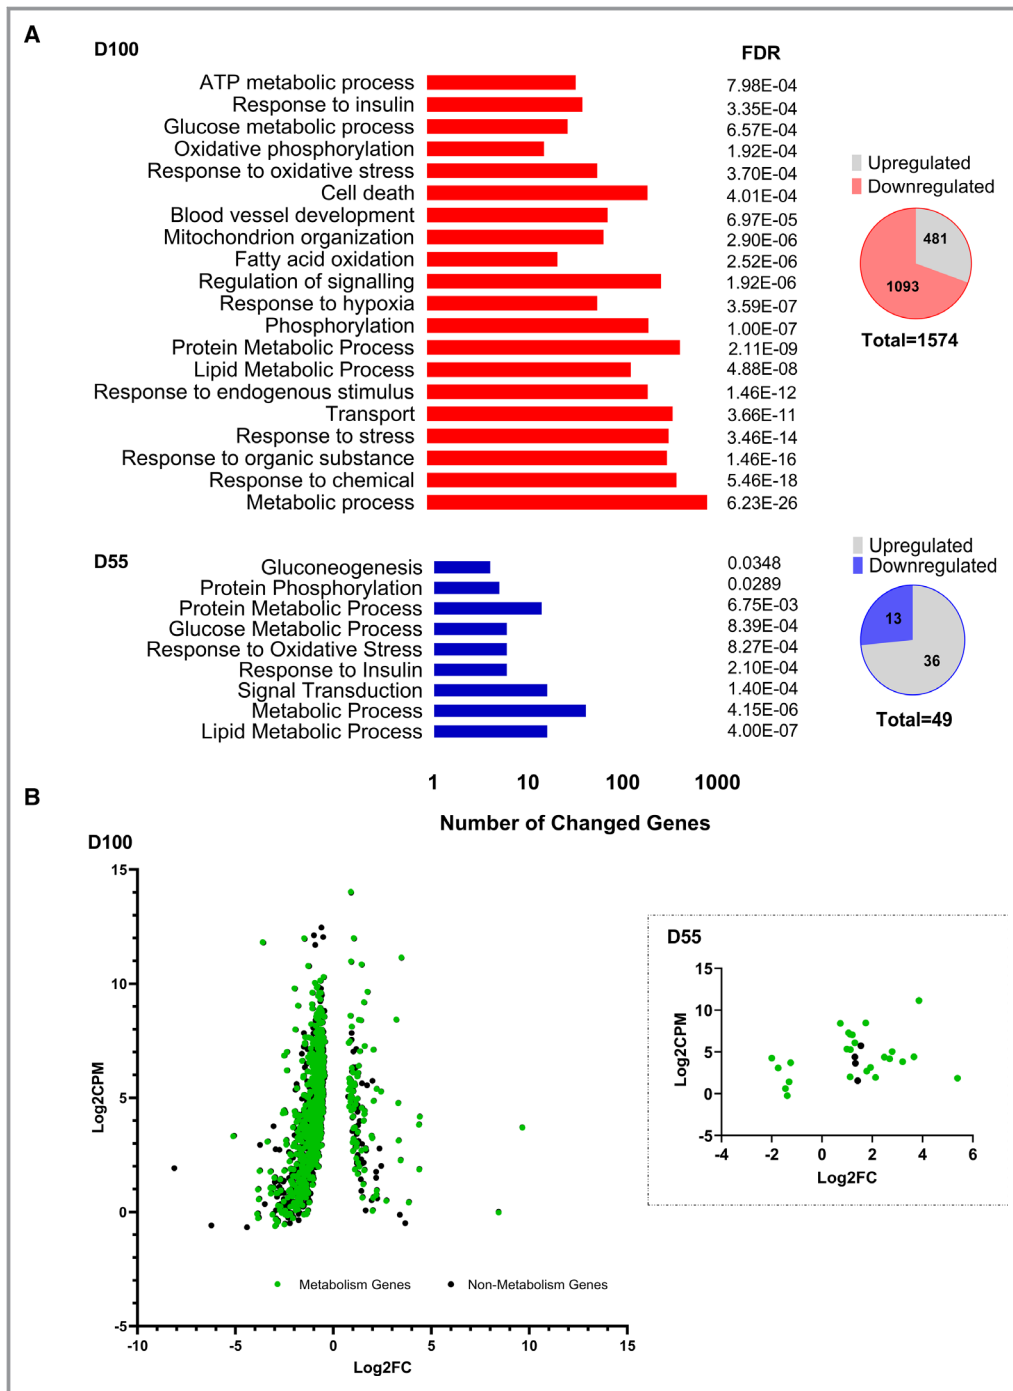 A
D100
FDR
ATP metabolic process 7.98E-04
Response to insulin 3.35E-04
Glucose metabolic process 6.57E-04
Oxidative phosphorylation 1.92E-04
Response to oxidative stress 3.70E-04
Cell death 4.01E-04
Blood vessel development 6.97E-05
Mitochondrion organization 2.90E-06
Fatty acid oxidation 2.52E-06
Regulation of signalling 1.92E-06
Response to hypoxia 3.59E-07
Phosphorylation 1.00E-07
Protein Metabolic Process 2.11E-09
Lipid Metabolic Process 4.88E-08
Response to endogenous stimulus 1.46E-12
Transport 3.66E-11
Response to stress 3.46E-14
Response to organic substance 1.46E-16
Response to chemical 5.46E-18
Metabolic process 6.23E-26
Upregulated
Downregulated
481
1093
Total=1574
D55
Gluconeogenesis 0.0348
Protein Phosphorylation 0.0289
Protein Metabolic Process 6.75E-03
Glucose Metabolic Process 8.39E-04
Response to Oxidative Stress 8.27E-04
Response to Insulin 2.10E-04
Signal Transduction 1.40E-04
Metabolic Process 4.15E-06
Lipid Metabolic Process 4.00E-07
Upregulated
Downregulated
13
36
Total=49
1 10 100 1000
Number of Changed Genes
B
D100
15
10
5
0
-5
Log2CPM
-10 -5 0 5 10 15
Log2FC
Metabolism Genes
Non-Metabolism Genes
D55
15
10
5
0
-5
Log2CPM
-4 -2 0 2 4 6
Log2FC